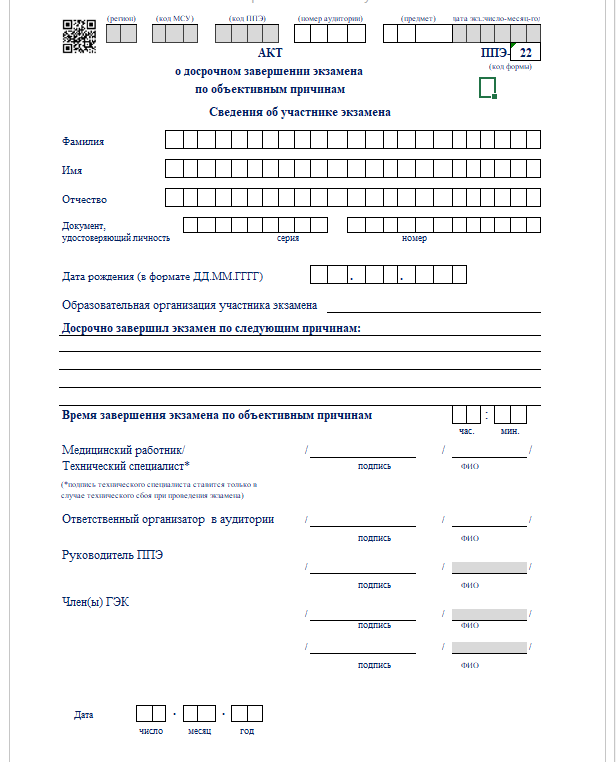 (регион) (код МСУ) (код ППЭ) (номер аудитории) (предмет) дата экз.число-месяц-год
АКТ ППЭ- 22
(код формы)
о досрочном завершении экзамена
по объективным причинам
Сведения об участнике экзамена
Фамилия
Имя
Отчество
Документ,
удостоверяющий личность серия номер
Дата рождения (в формате ДД.ММ.ГГГГ) . .
Образовательная организация участника экзамена
Досрочно завершил экзамен по следующим причинам:
Время завершения экзамена по объективным причинам :
час. мин.
Медицинский работник/ / / /
Технический специалист* подпись ФИО
(*подпись технического специалиста ставится только в
случае технического сбоя при проведения экзамена)
Ответственный организатор в аудитории / / /
подпись ФИО
Руководитель ППЭ
/ / /
подпись ФИО
Член(ы) ГЭК
/ / /
подпись ФИО
/ / /
подпись ФИО
Дата . .
число месяц год